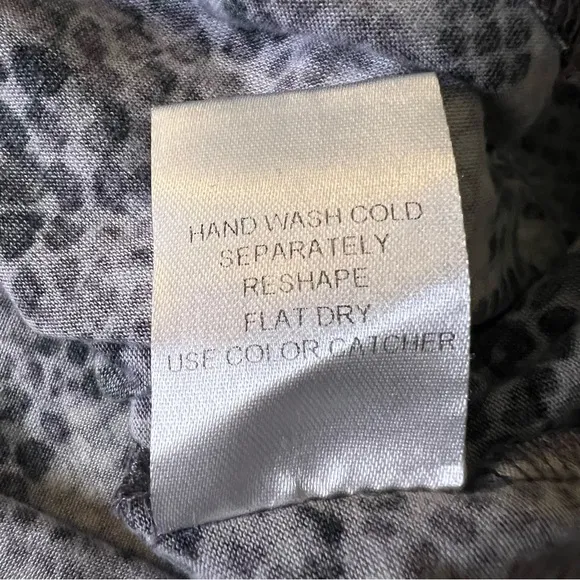 HAND WASH COLD
SEPARATELY
RESHAPE
FLAT DRY
USE COLOR CATCHER